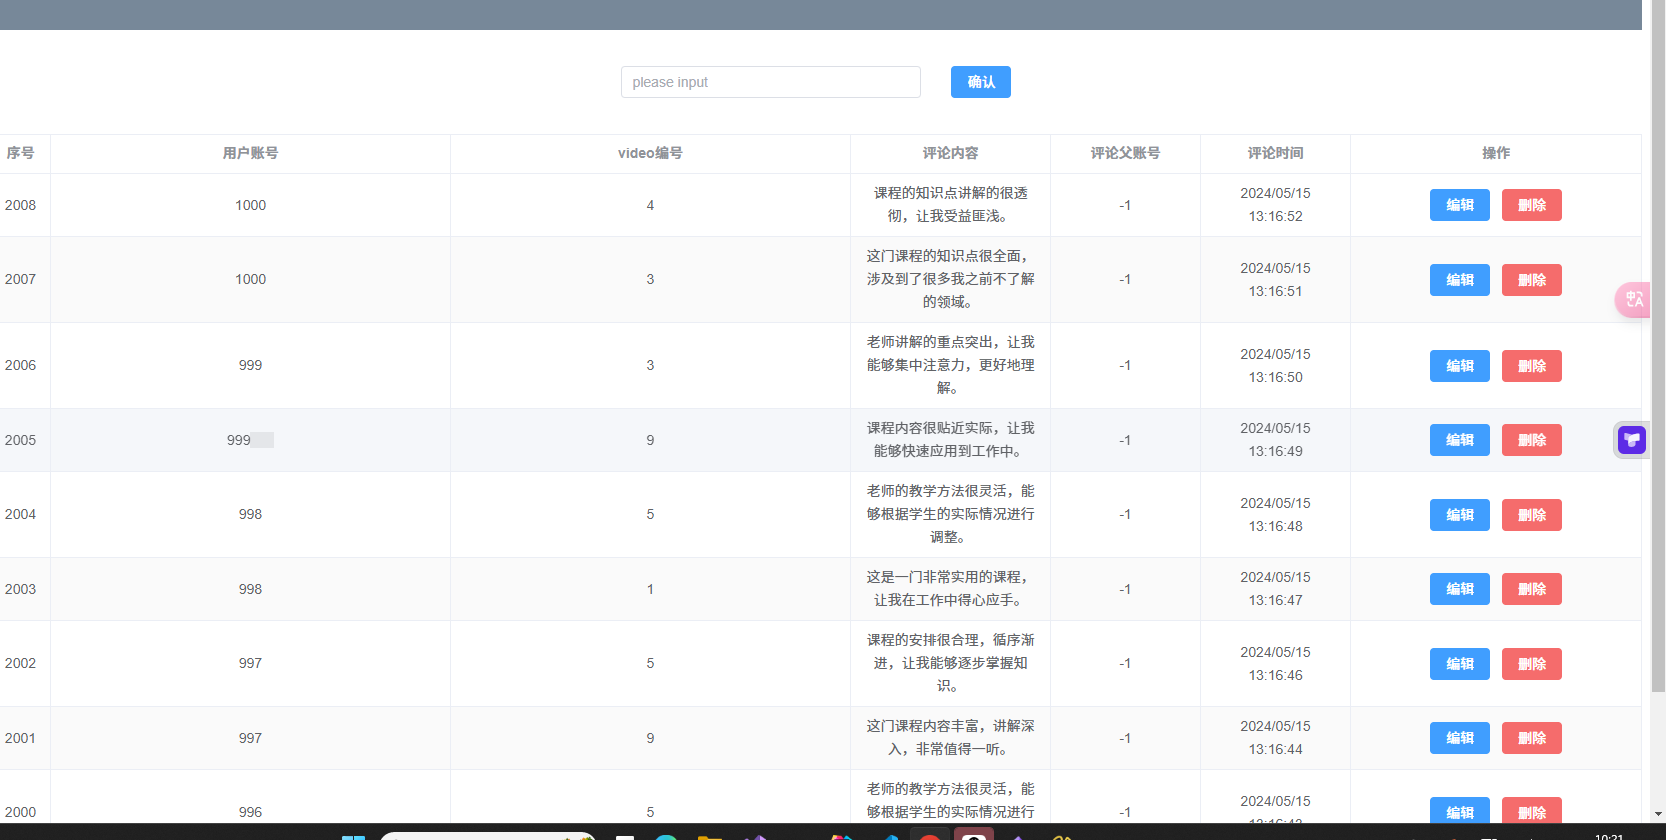 please input
确认
序号 用户账号 video编号 评论内容 评论父账号 评论时间 操作
2008 1000 4 课程的知识点讲解的很透 -1 2024/05/15 编辑 删除
彻，让我受益匪浅。 13:16:52
2007 1000 3 这门课程的知识点很全面， -1 2024/05/15 编辑 删除
涉及到了很多我之前不了解 13:16:51
的领域。
2006 999 3 老师讲解的重点突出，让我 -1 2024/05/15 编辑 删除
能够集中注意力，更好地理 13:16:50
解。
2005 999 9 课程内容很贴近实际，让我 -1 2024/05/15 编辑 删除
能够快速应用到工作中。 13:16:49
2004 998 5 老师的教学方法很灵活，能 -1 2024/05/15 编辑 删除
够根据学生的实际情况进行 13:16:48
调整。
2003 998 1 这是一门非常实用的课程， -1 2024/05/15 编辑 删除
让我在工作中得心应手。 13:16:47
2002 997 5 课程的安排很合理，循序渐 -1 2024/05/15 编辑 删除
进，让我能够逐步掌握知 13:16:46
识。
2001 997 9 这门课程内容丰富，讲解深 -1 2024/05/15 编辑 删除
入，非常值得一听。 13:16:44
2000 996 5 老师的教学方法很灵活，能 -1 2024/05/15 编辑 删除
够根据学生的实际情况进行
10:21